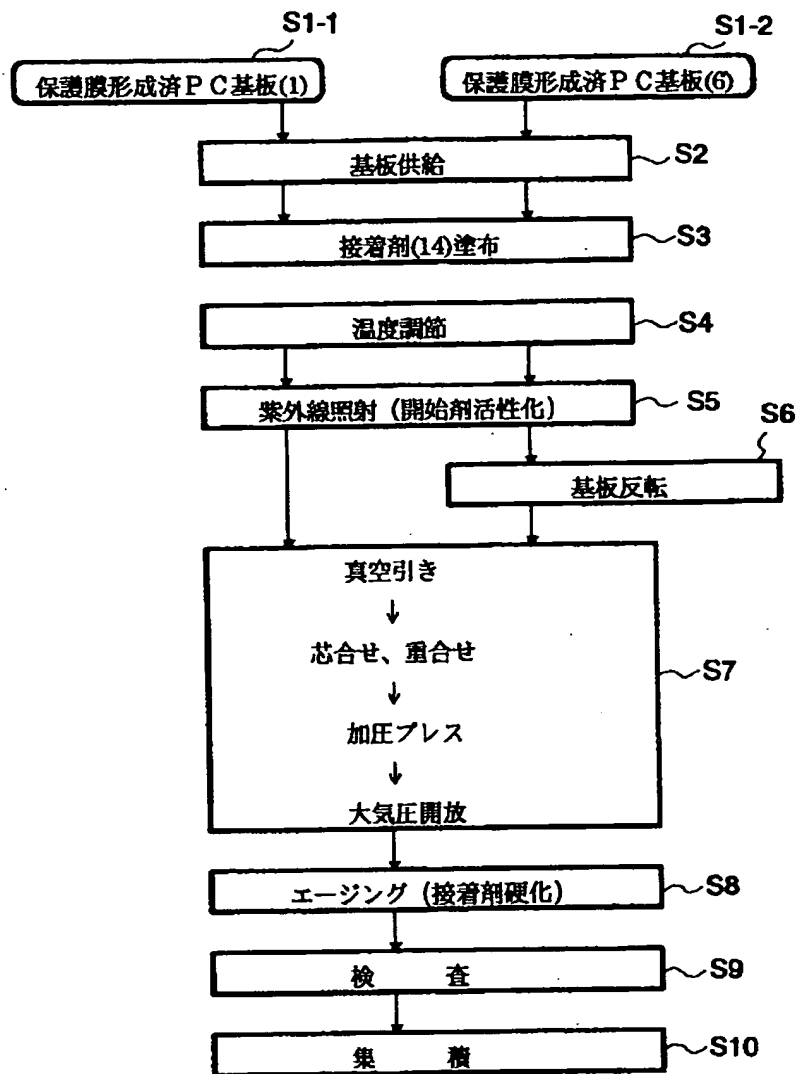 S1-1
S1-2
保護膜形成済PC基板(1)
保護膜形成済PC基板(6)
基板供給
S2
接着剤(14)塗布
S3
温度調節
S4
紫外線照射(開始剤活性化)
S5
S6
基板反転
真空引き
↓
芯合せ、重合せ
↓
加圧プレス
↓
大気圧開放
S7
エージング(接着剤硬化)
S8
検 査
S9
集 積
S10